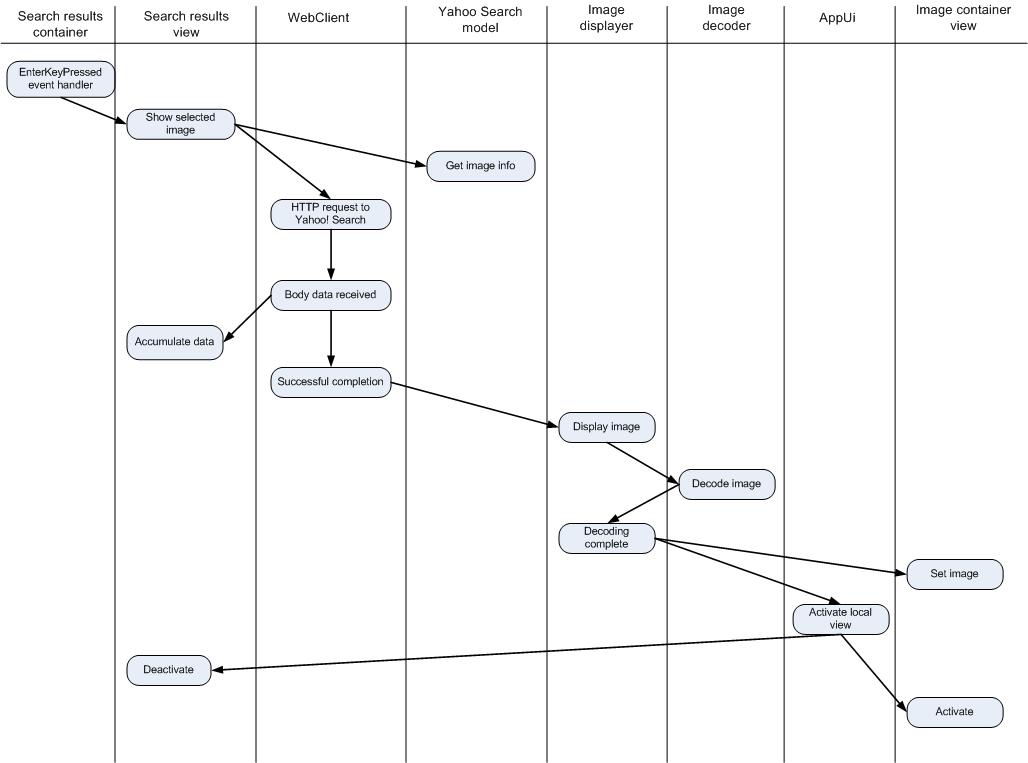 Search results
container
Search results
view
WebClient
Yahoo Search
model
Image
displayer
Image
decoder
AppUi
Image container
view
EnterKeyPressed
event handler
Show selected
image
Get image info
HTTP request to
Yahoo! Search
Body data received
Accumulate data
Successful completion
Display image
Decode image
Decoding
complete
Set image
Activate local
view
Deactivate
Activate